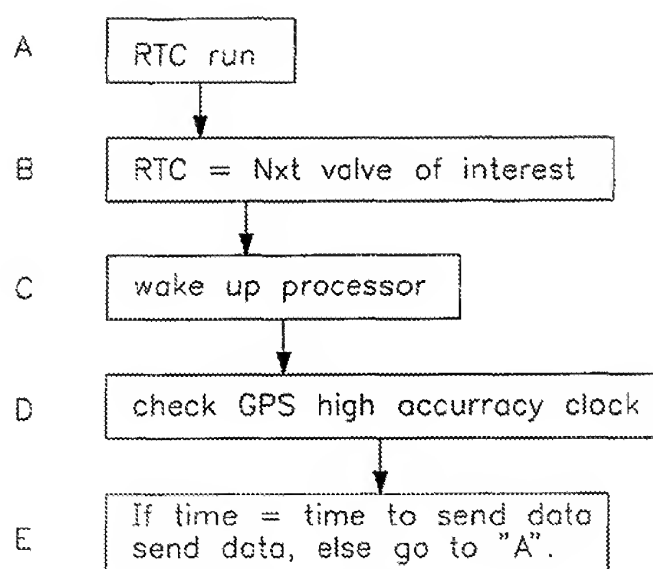 A
RTC run
B
RTC = Nxt valve of interest
C
wake up processor
D
check GPS high accurracy clock
E
If time = time to send data
send data, else go to "A".